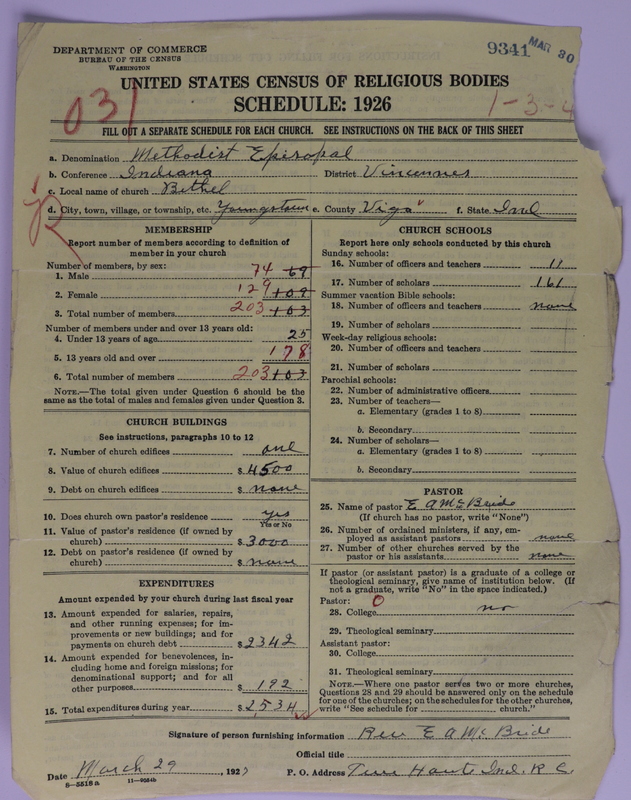 DEPARTMENT OF COMMERCE
BUREAU OF THE CENSUS
WASHINGTON
9341 MAR 30
UNITED STATES CENSUS OF RELIGIOUS BODIES
SCHEDULE: 1926
031
1-3-4
FILL OUT A SEPARATE SCHEDULE FOR EACH CHURCH. SEE INSTRUCTIONS ON THE BACK OF THIS SHEET
a. Denomination Methodist Episcopal
b. Conference Indiana District Vincennes
c. Local name of church Bethel
d. City, town, village, or township, etc. Youngstown e. County Vigo f. State Ind
MEMBERSHIP
Report number of members according to definition of
member in your church
Number of members, by sex:
1. Male 74 69
2. Female 129 109
3. Total number of members 203 103
Number of members under and over 13 years old:
4. Under 13 years of age 25
5. 13 years old and over 178
6. Total number of members 203 103
NOTE.—The total given under Question 6 should be
same as the total of males and females given under Question 3.
CHURCH BUILDINGS
See instructions, paragraphs 10 to 12
7. Number of church edifices one
8. Value of church edifices $ 4500
9. Debt on church edifices $ none
10. Does church own pastor's residence yes
Yes or No
11. Value of pastor's residence (if owned by
church) $ 3000
12. Debt on pastor's residence (if owned by
church) $ none
EXPENDITURES
Amount expended by your church during last fiscal year
13. Amount expended for salaries, repairs,
and other running expenses; for im-
provements or new buildings; and for
payments on church debt $ 2342
14. Amount expended for benevolences, in-
cluding home and foreign missions; for
denominational support; and for all
other purposes $ 192
15. Total expenditures during year $ 2534
CHURCH SCHOOLS
Report here only schools conducted by this church
Sunday schools:
16. Number of officers and teachers 11
17. Number of scholars 161
Summer vacation Bible schools:
18. Number of officers and teachers none
19. Number of scholars
Week-day religious schools:
20. Number of officers and teachers
21. Number of scholars
Parochial schools:
22. Number of administrative officers
23. Number of teachers—
a. Elementary (grades 1 to 8)
b. Secondary
24. Number of scholars—
a. Elementary (grades 1 to 8)
b. Secondary
PASTOR
25. Name of pastor E A McBride
(If church has no pastor, write "None")
26. Number of ordained ministers, if any, em-
ployed as assistant pastors none
27. Number of other churches served by the
pastor or his assistants none
If pastor (or assistant pastor) is a graduate of a college or
theological seminary, give name of institution below. (If
not a graduate, write "No" in the space indicated.)
Pastor: 0
28. College no
29. Theological seminary
Assistant pastor:
30. College
31. Theological seminary
NOTE.—Where one pastor serves two or more churches,
Questions 28 and 29 should be answered only on the schedule
for one of the churches; on the schedules for the other churches,
write "See schedule for church."
Signature of person furnishing information Rev E A McBride
Official title
Date March 29, 1927 P. O. Address Terre Haute Ind. R C.
8-5518a 11-9084b